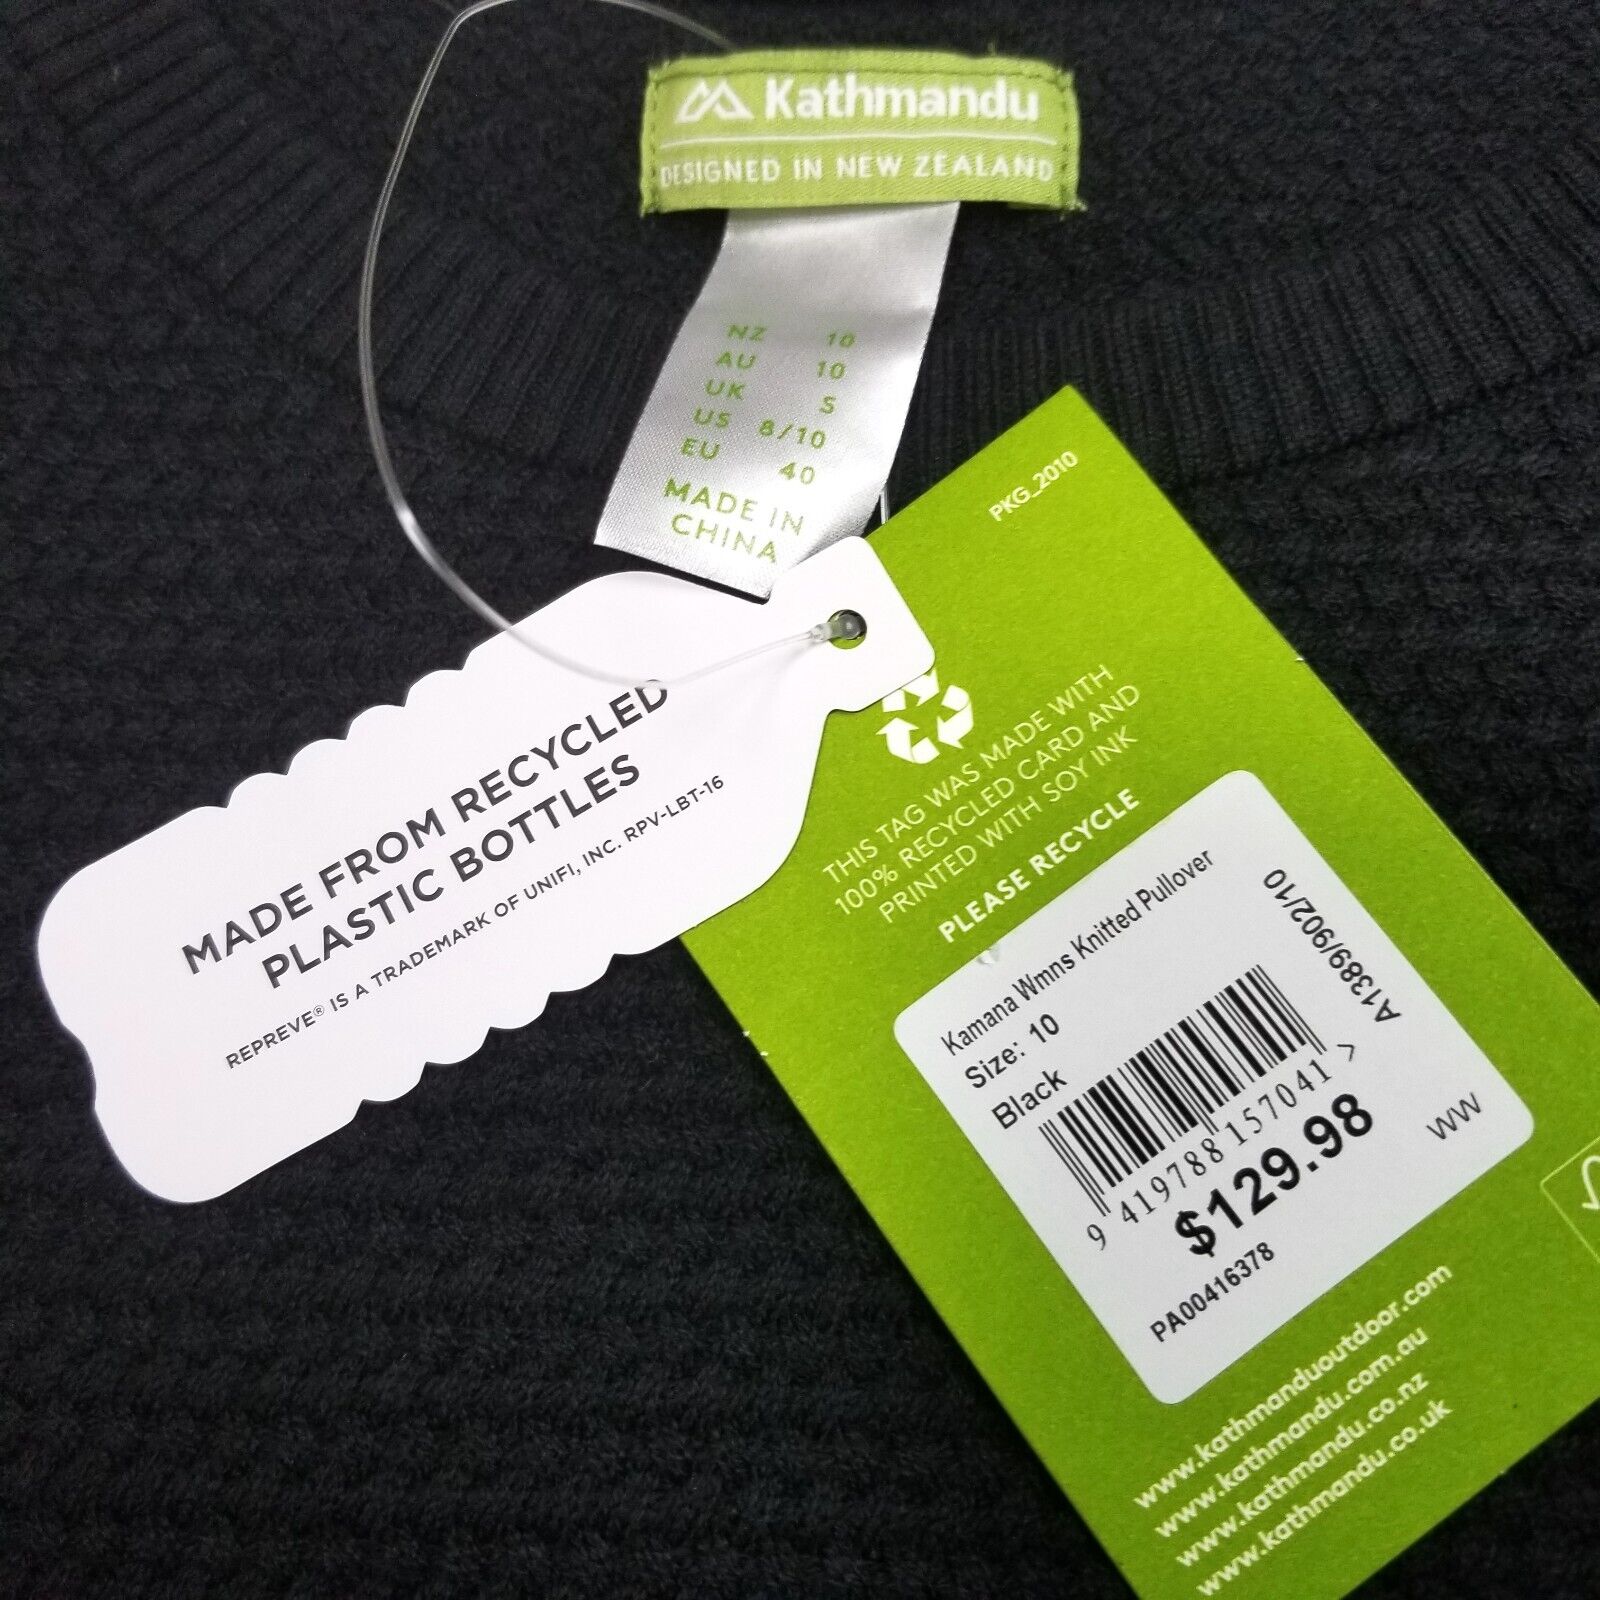 Kathmandu
DESIGNED IN NEW ZEALAND
NZ 10
AU 10
UK S
US 8/10
EU 40
MADE IN
CHINA
MADE FROM RECYCLED
PLASTIC BOTTLES
REPREVE® IS A TRADEMARK OF UNIFI, INC. RPV-LBT-16
PKG_2010
THIS TAG WAS MADE WITH
100% RECYCLED CARD AND
PRINTED WITH SOY INK
PLEASE RECYCLE
Kamana Wmns Knitted Pullover
Size: 10
Black
A1389/902/10
9 419788 157041 >
$129.98
WW
PA00416378
www.kathmanduoutdoor.com
www.kathmandu.com.au
www.kathmandu.co.nz
www.kathmandu.co.uk